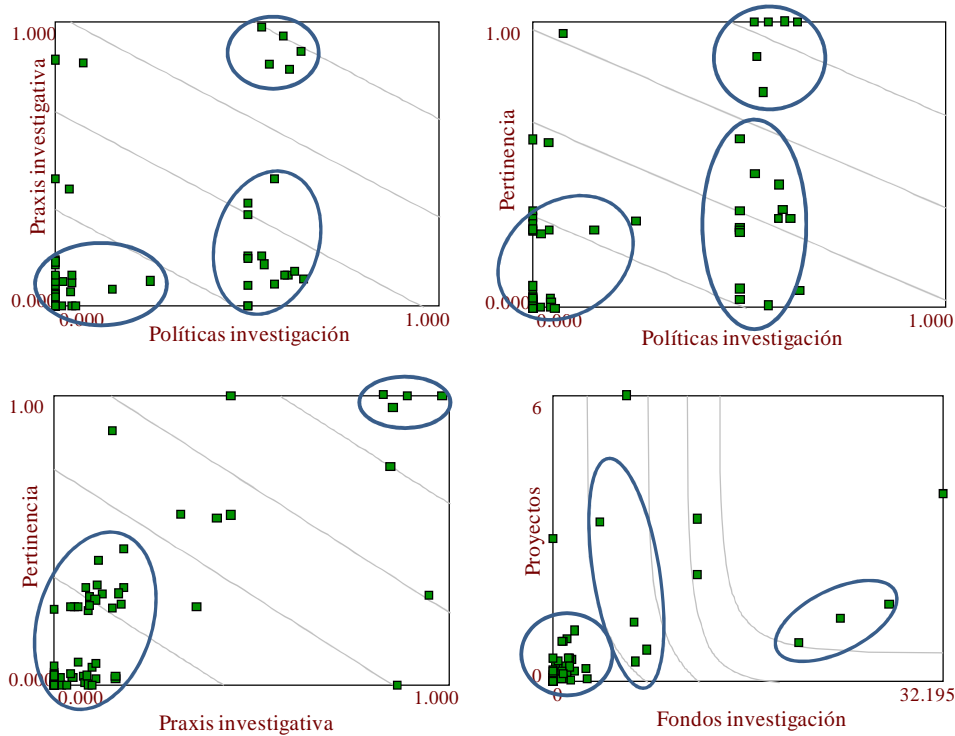 1.000
Praxis investigativa
0.000
0.000
1.000
Políticas investigación
1.00
Pertinencia
0.000
0.000
1.000
Políticas investigación
1.00
Pertinencia
0.000
0.000
1.000
Praxis investigativa
6
Proyectos
0
0
32.195
Fondos investigación